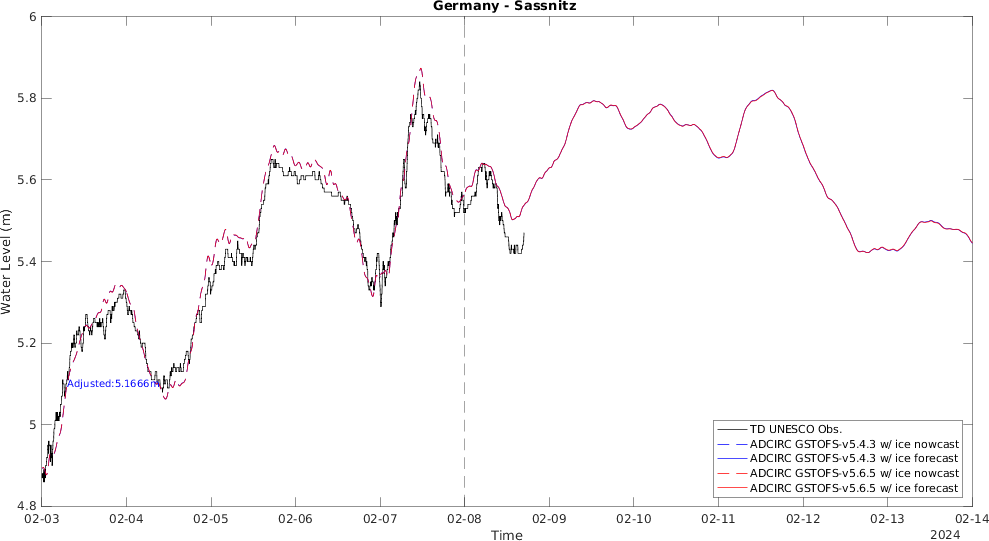 Germany - Sassnitz
Water Level (m)
6
5.8
5.6
5.4
5.2
5
4.8
Adjusted:5.1666m
TD UNESCO Obs.
ADCIRC GSTOFS-v5.4.3 w/ ice nowcast
ADCIRC GSTOFS-v5.4.3 w/ ice forecast
ADCIRC GSTOFS-v5.6.5 w/ ice nowcast
ADCIRC GSTOFS-v5.6.5 w/ ice forecast
02-03 02-04 02-05 02-06 02-07 02-08 02-09 02-10 02-11 02-12 02-13 02-14
Time
2024